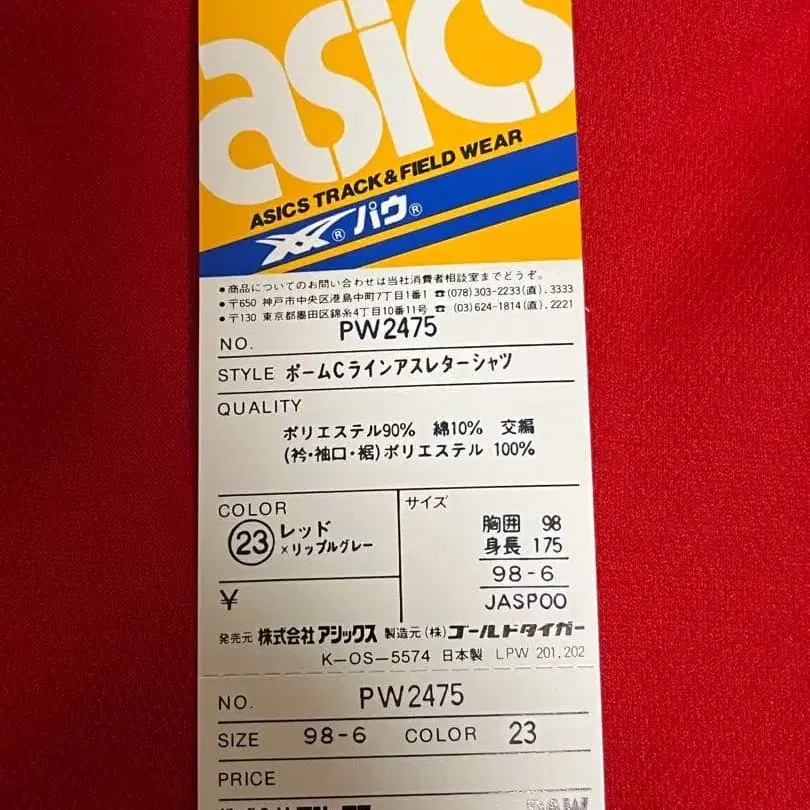 asics
ASICS TRACK & FIELD WEAR
® パウ®
●商品についてのお問い合わせは当社消費者相談室までどうぞ。
●〒650 神戸市中央区港島中町7丁目1番1 ☎(078)303-2233(直).3333
●〒130 東京都墨田区錦糸4丁目10番11号 ☎ (03)624-1814(直).2221
NO. PW2475
STYLE ポームCラインアスレターシャツ
QUALITY
ポリエステル90% 綿10% 交編
(衿・袖口・裾)ポリエステル 100%
COLOR
23 レッド
×リップルグレー
サイズ
胸囲 98
身長 175
98-6
JASPOO
¥
発売元 株式会社アシックス 製造元(株)ゴールドタイガー
K-OS-5574 日本製 LPW 201,202
NO. PW2475
SIZE 98-6 COLOR 23
PRICE